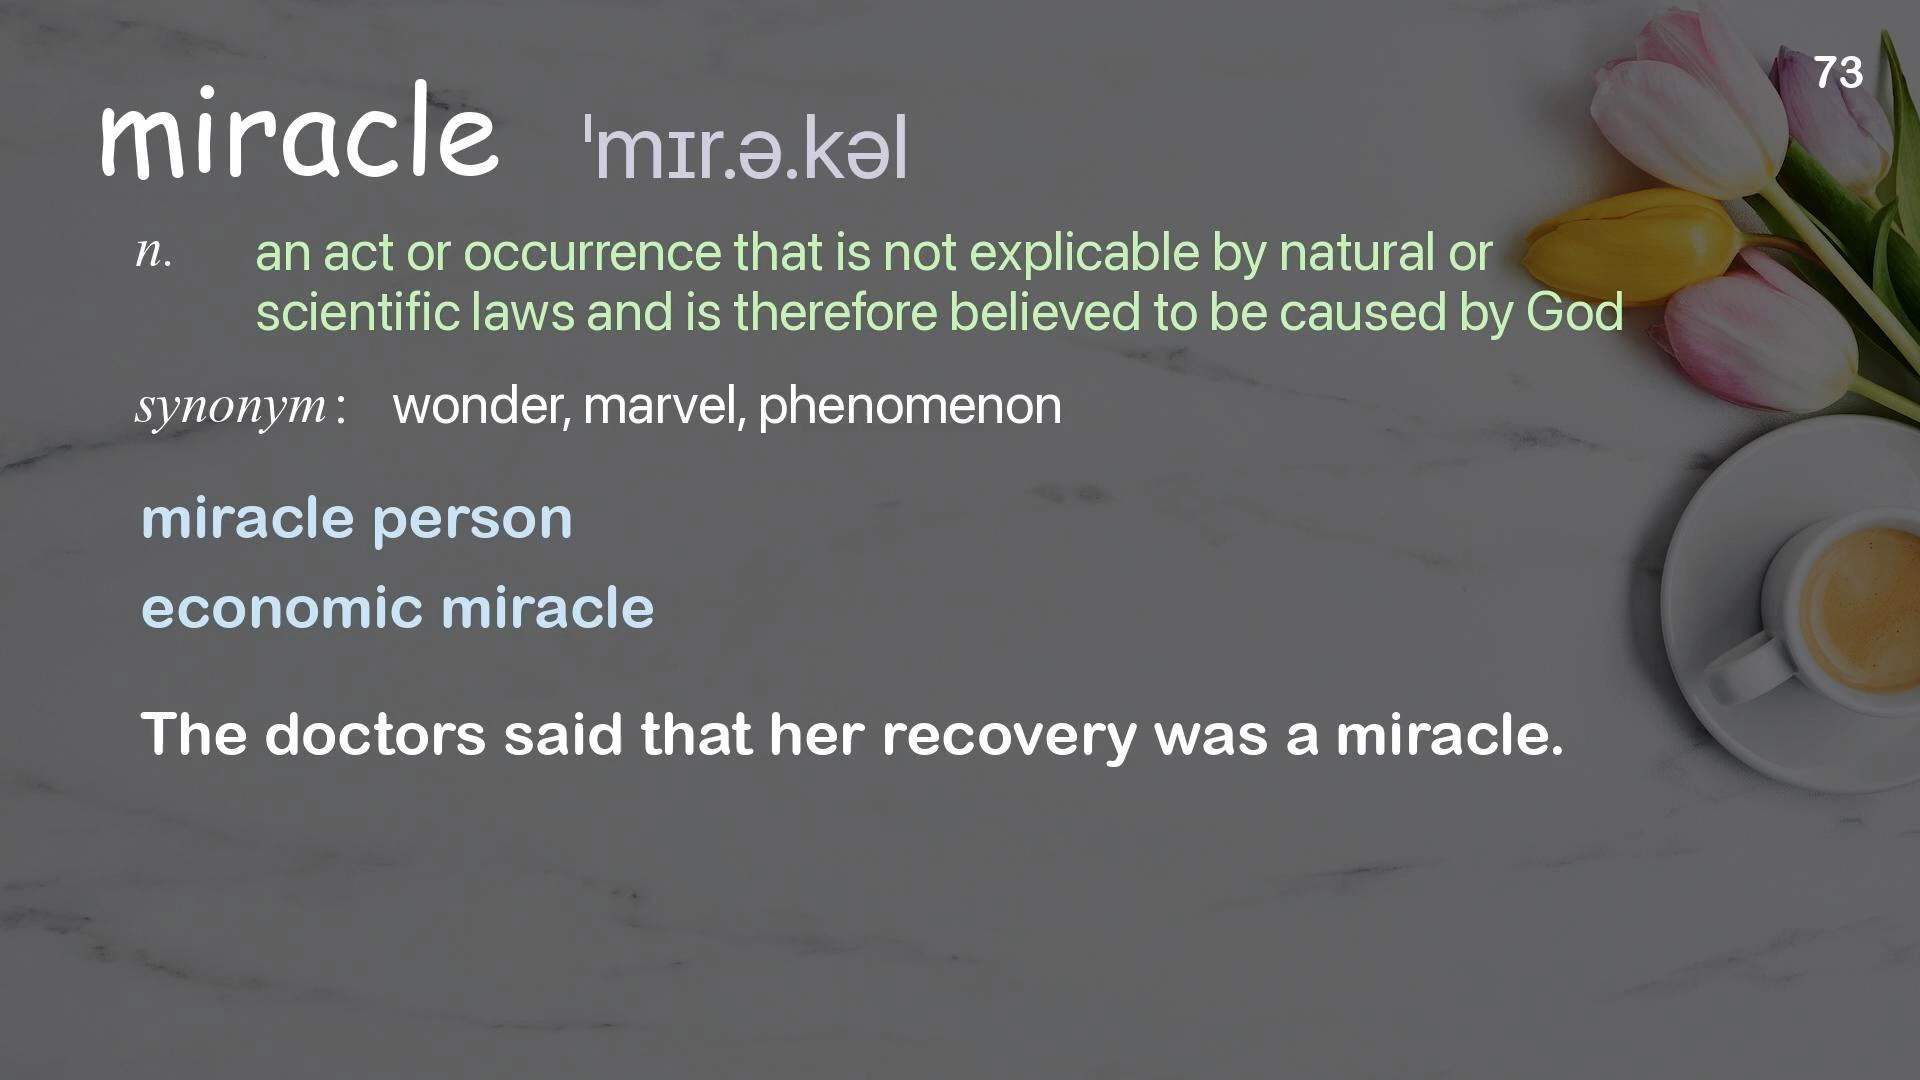 73
miracle ˈmɪr.ə.kəl
n. an act or occurrence that is not explicable by natural or
scientific laws and is therefore believed to be caused by God
synonym: wonder, marvel, phenomenon
miracle person
economic miracle
The doctors said that her recovery was a miracle.